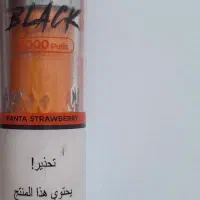 BLACK
000 Puffs
FANTA STRAWBERRY
تحذير!
يحتوي هذا المنتج